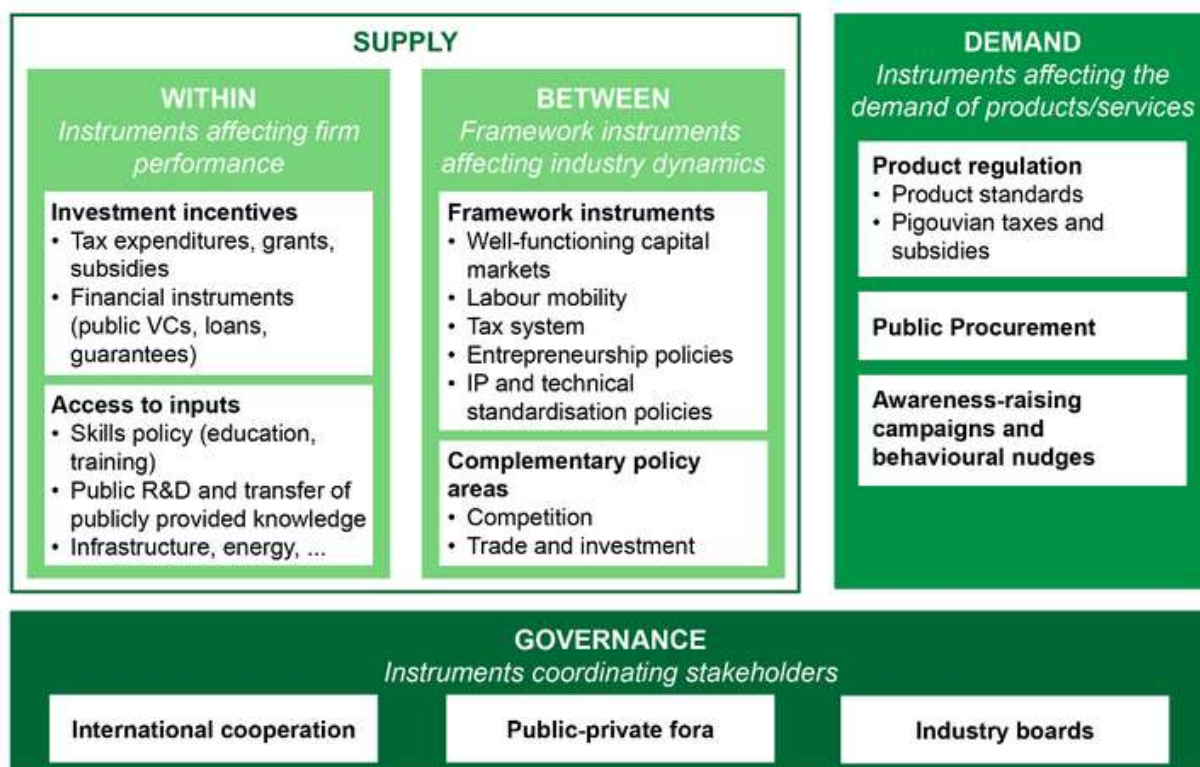 SUPPLY
WITHIN
Instruments affecting firm
performance
Investment incentives
• Tax expenditures, grants,
subsidies
• Financial instruments
(public VCs, loans,
guarantees)
Access to inputs
• Skills policy (education,
training)
• Public R&D and transfer of
publicly provided knowledge
• Infrastructure, energy, ...
BETWEEN
Framework instruments
affecting industry dynamics
Framework instruments
• Well-functioning capital
markets
• Labour mobility
• Tax system
• Entrepreneurship policies
• IP and technical
standardisation policies
Complementary policy
areas
• Competition
• Trade and investment
DEMAND
Instruments affecting the
demand of products/services
Product regulation
• Product standards
• Pigouvian taxes and
subsidies
Public Procurement
Awareness-raising
campaigns and
behavioural nudges
GOVERNANCE
Instruments coordinating stakeholders
International cooperation
Public-private fora
Industry boards